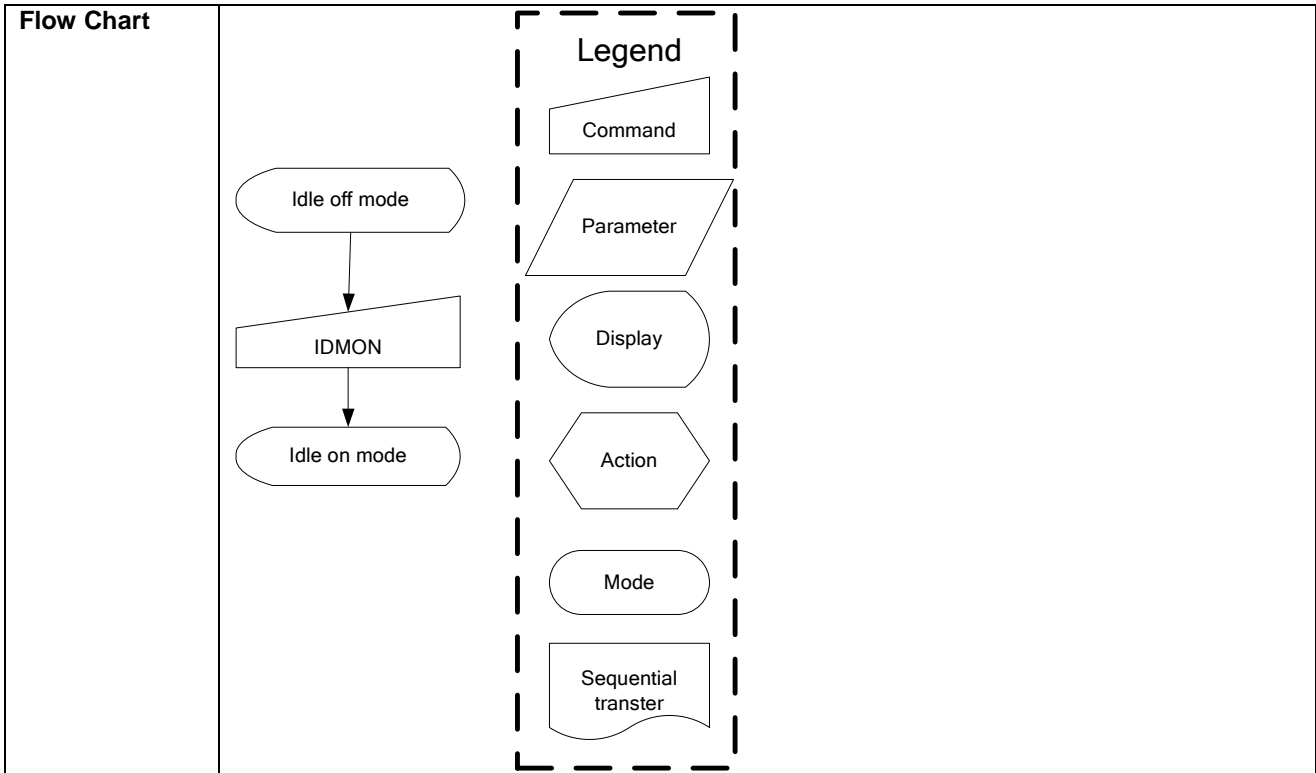 Flow Chart
Idle off mode
IDMON
Idle on mode
Legend
Command
Parameter
Display
Action
Mode
Sequential
transter